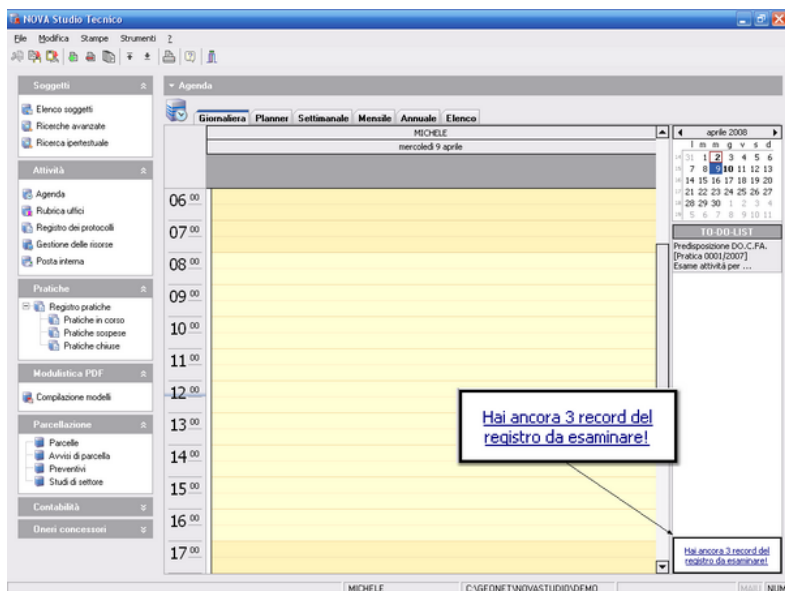 NOVA Studio Tecnico
File Modifica Stampe Strumenti ?
Soggetti
Elenco soggetti
Ricerche avanzate
Ricerca ipertestuale
Attività
Agenda
Rubrica uffici
Registro dei protocolli
Gestione delle risorse
Posta interna
Pratiche
Registro pratiche
Pratiche in corso
Pratiche sospese
Pratiche chiuse
Modulistica PDF
Compilazione modelli
Parcellazione
Parcelle
Avvisi di parcella
Preventivi
Studi di settore
Contabilità
Oneri concessori
Agenda
Giornaliera Planner Settimanale Mensile Annuale Elenco
MICHELE
mercoledì 9 aprile
06 00
07 00
08 00
09 00
10 00
11 00
12 00
13 00
14 00
15 00
16 00
17 00
Hai ancora 3 record del
registro da esaminare!
aprile 2008
l m m g v s d
14 31 1 2 3 4 5 6
15 7 8 9 10 11 12 13
16 14 15 16 17 18 19 20
17 21 22 23 24 25 26 27
18 28 29 30 1 2 3 4
19 5 6 7 8 9 10 11
TO-DO-LIST
Predisposizione DO.C.FA.
[Pratica 0001/2007]
Esame attività per ...
Hai ancora 3 record del
registro da esaminare!
MICHELE C:\GEONET\NOVASTUDIO\DEMO MAIU NUM